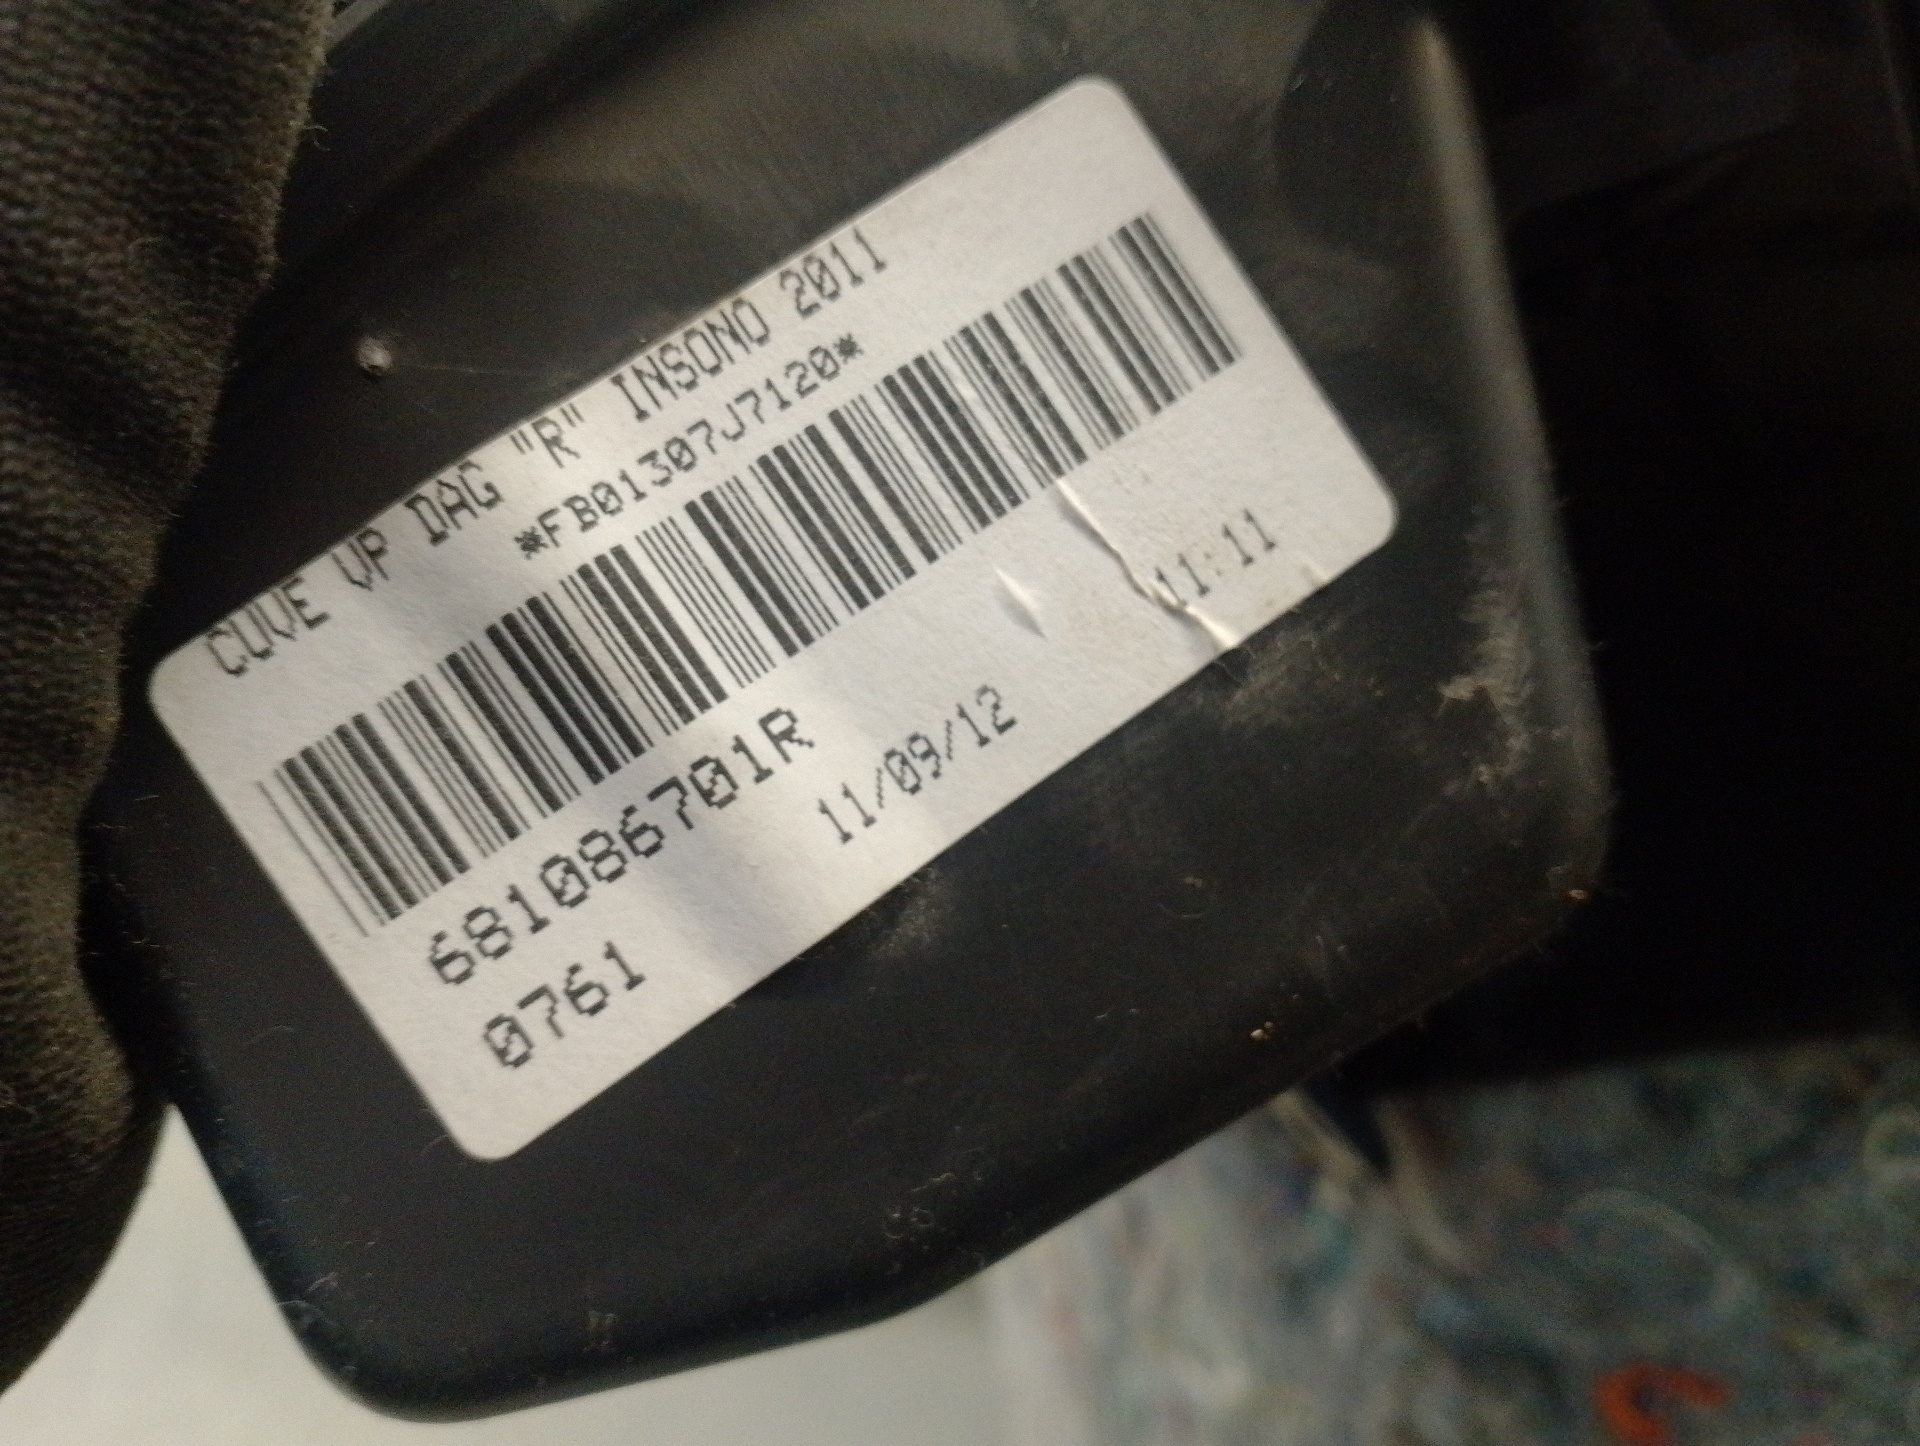 CUVE VP DAG "R" INSONO 2011
*FB01307J7120*
11:11
681086701R
11/09/12
0761